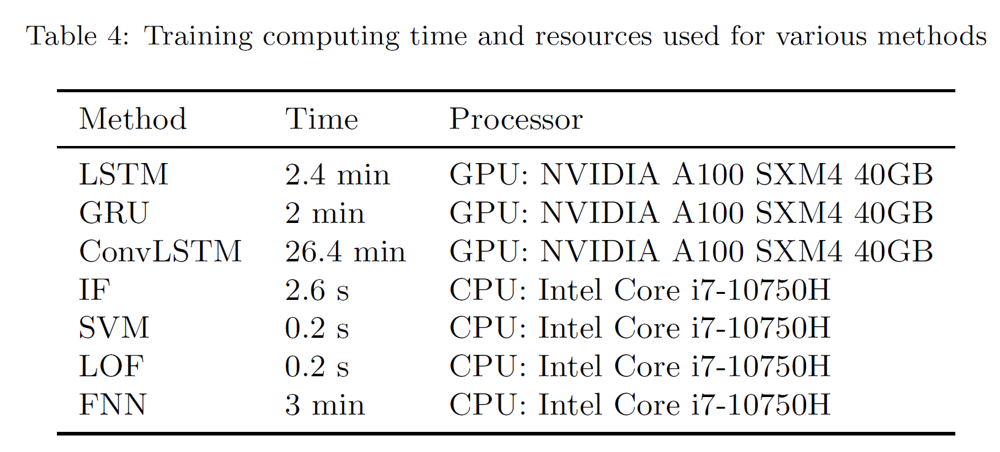 Table 4: Training computing time and resources used for various methods
Method Time Processor
LSTM 2.4 min GPU: NVIDIA A100 SXM4 40GB
GRU 2 min GPU: NVIDIA A100 SXM4 40GB
ConvLSTM 26.4 min GPU: NVIDIA A100 SXM4 40GB
IF 2.6 s CPU: Intel Core i7-10750H
SVM 0.2 s CPU: Intel Core i7-10750H
LOF 0.2 s CPU: Intel Core i7-10750H
FNN 3 min CPU: Intel Core i7-10750H